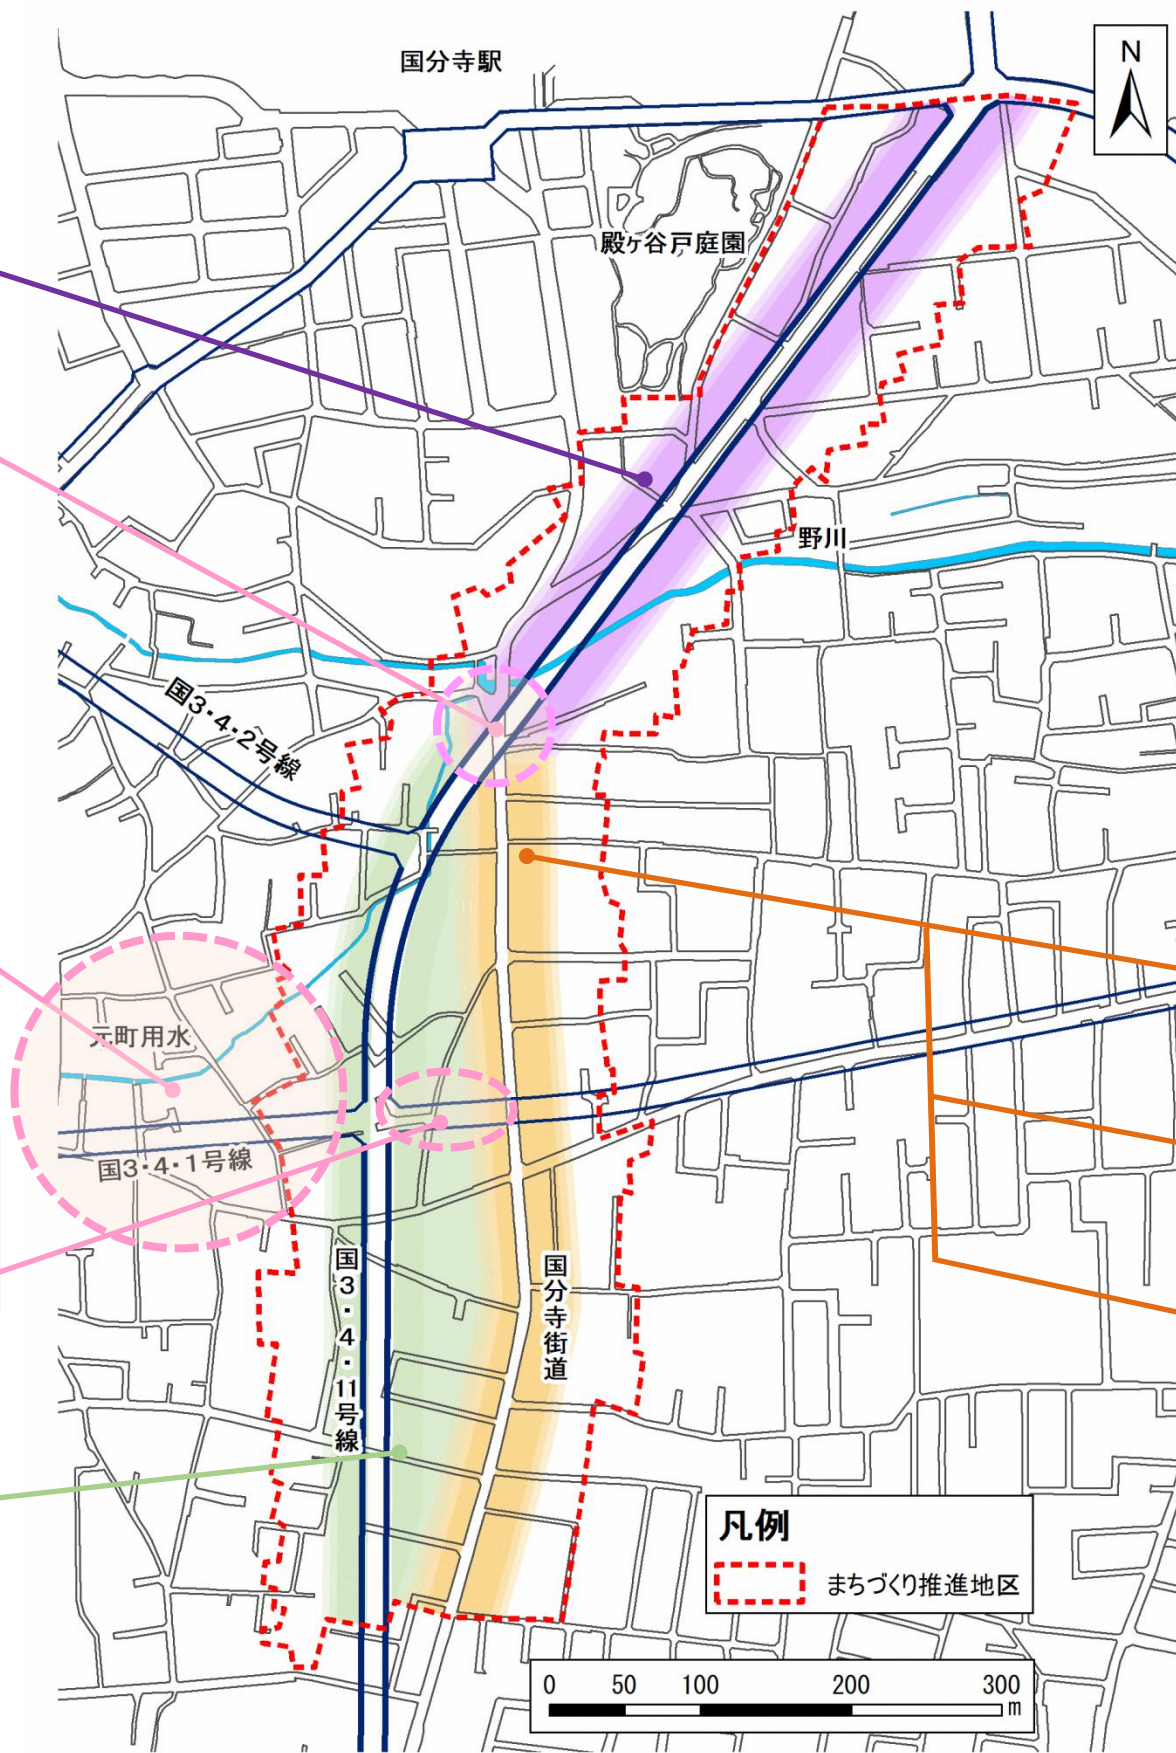 国分寺駅
N
殿ヶ谷戸庭園
野川
国3・4・2号線
元町用水
国3・4・1号線
国3・4・11号線
国分寺街道
凡例
まちづくり推進地区
0 50 100 200 300
m